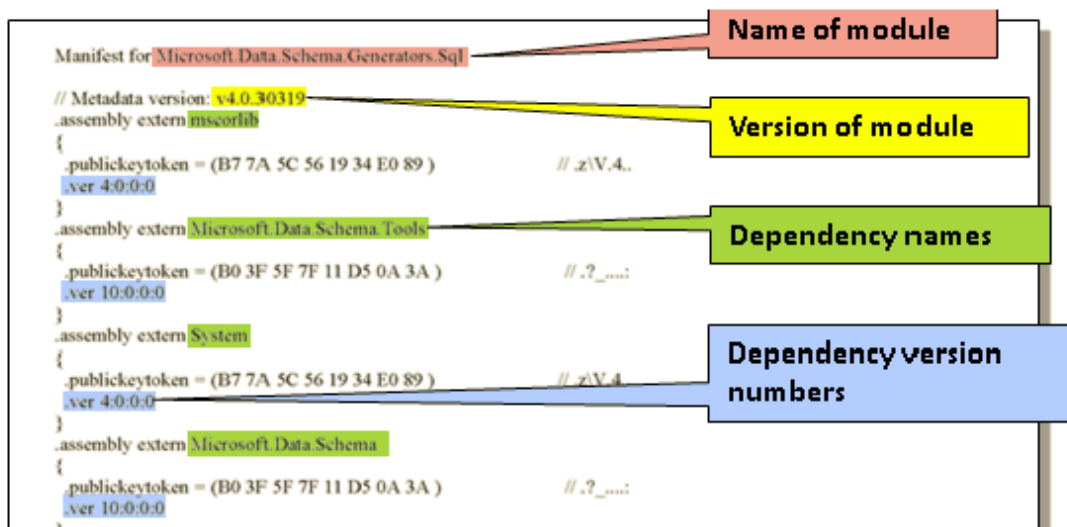 Name of module
Manifest for Microsoft.Data.Schema.Generators.Sql
// Metadata version: v4.0.30319
.assembly extern mscorlib
Version of module
{
.publickeytoken = (B7 7A 5C 56 19 34 E0 89 ) // .z\V.4..
.ver 4:0:0:0
}
.assembly extern Microsoft.Data.Schema.Tools
Dependency names
{
.publickeytoken = (B0 3F 5F 7F 11 D5 0A 3A ) // .?_....:
.ver 10:0:0:0
}
.assembly extern System
{
Dependency version
numbers
.publickeytoken = (B7 7A 5C 56 19 34 E0 89 ) // .z\V.4..
.ver 4:0:0:0
}
.assembly extern Microsoft.Data.Schema
{
.publickeytoken = (B0 3F 5F 7F 11 D5 0A 3A ) // .?_....:
.ver 10:0:0:0
}